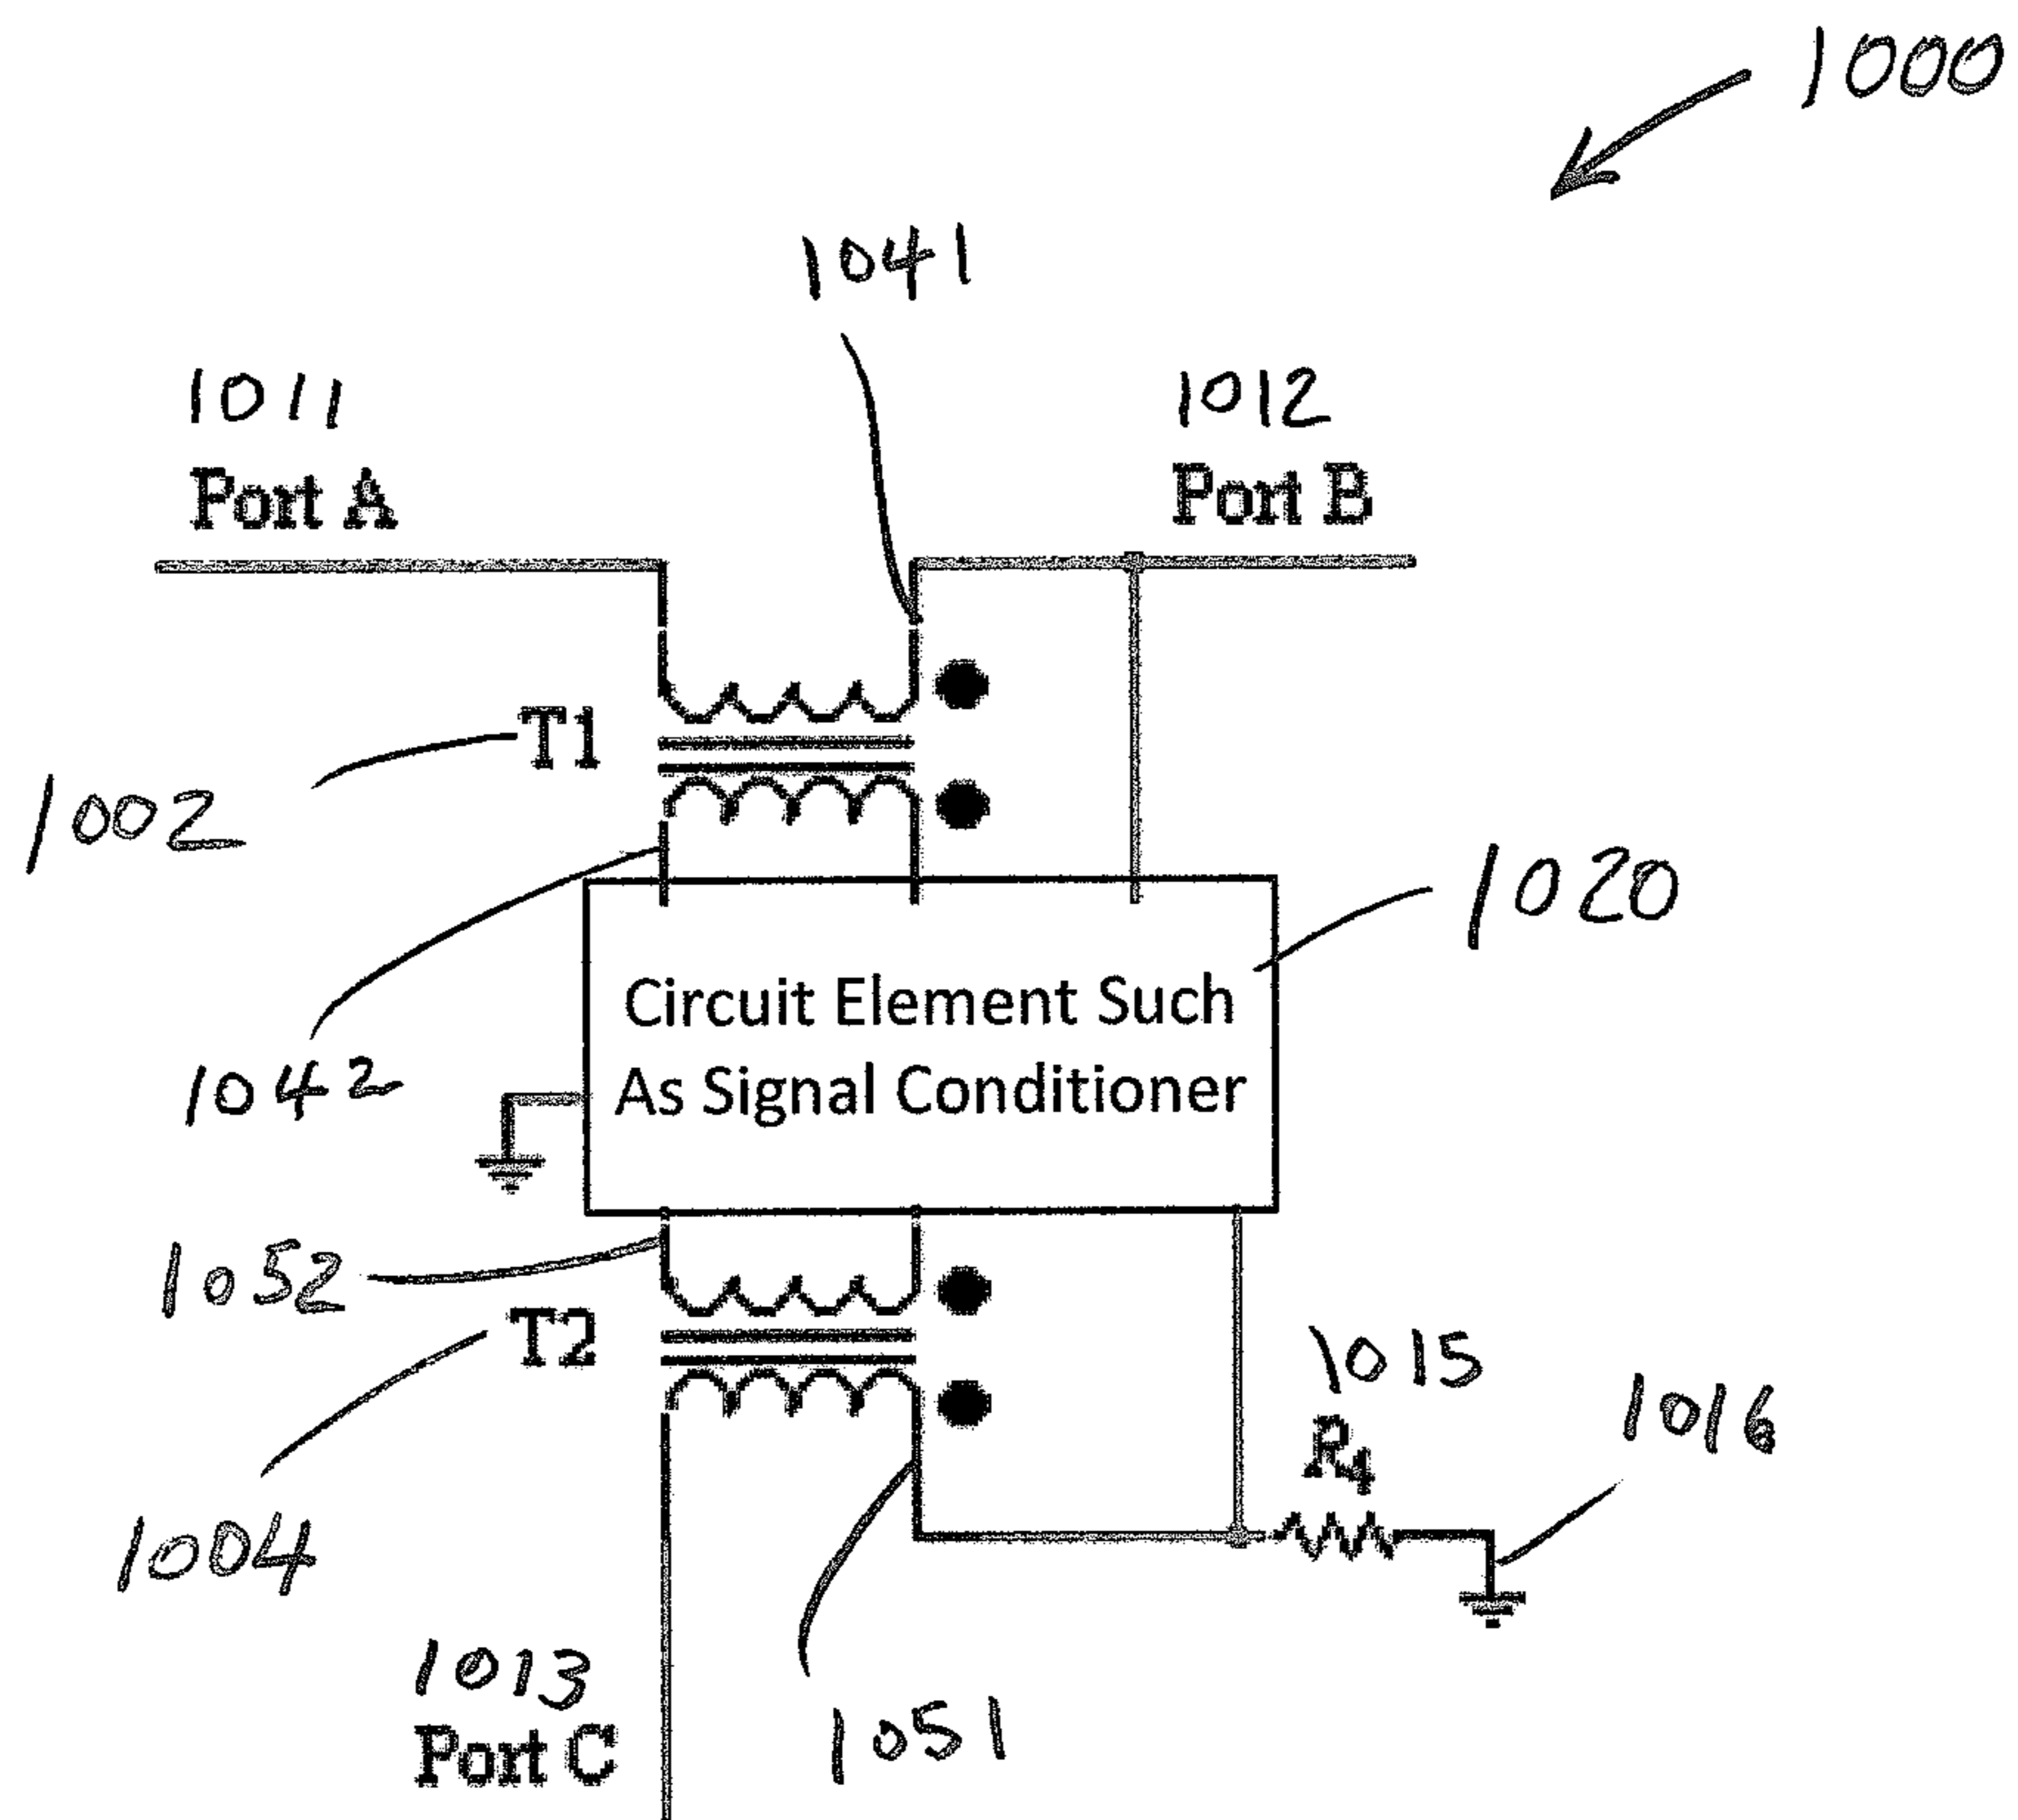 1000
1041
1011
Port A
1012
Port B
T1
1002
1020
Circuit Element Such
As Signal Conditioner
1042
1052
T2
1015
R4
1016
1004
1013
Port C
1051